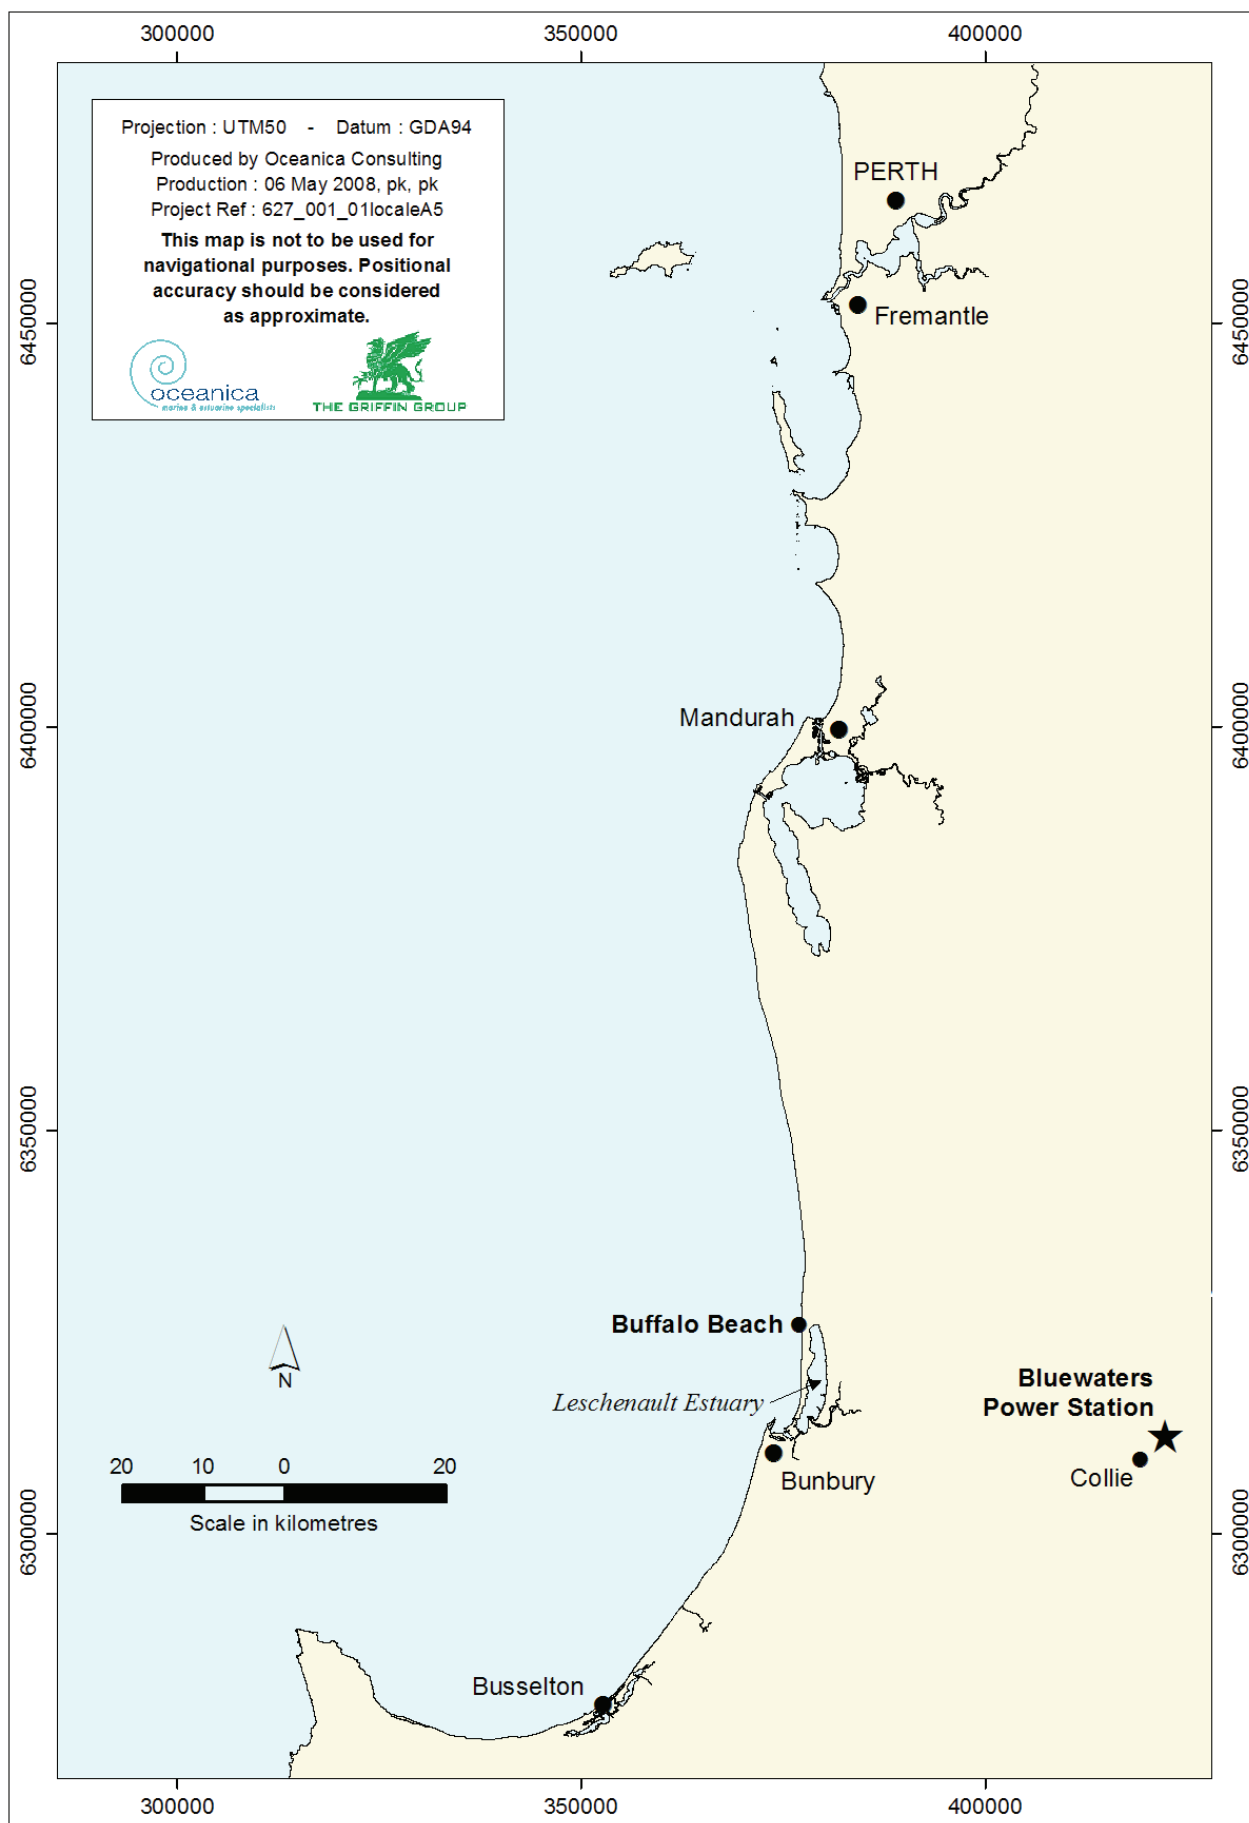 300000 350000 400000
Projection : UTM50 - Datum : GDA94
Produced by Oceanica Consulting
Production : 06 May 2008, pk, pk
Project Ref : 627_001_01localeA5
This map is not to be used for
navigational purposes. Positional
accuracy should be considered
as approximate.
oceanica
marine & estuarine specialists
THE GRIFFIN GROUP
PERTH
Fremantle
6450000 6450000
Mandurah
6400000 6400000
6350000 6350000
Buffalo Beach
Leschenault Estuary
Bluewaters
Power Station
Collie
Bunbury
N
20 10 0 20
Scale in kilometres
6300000 6300000
Busselton
300000 350000 400000